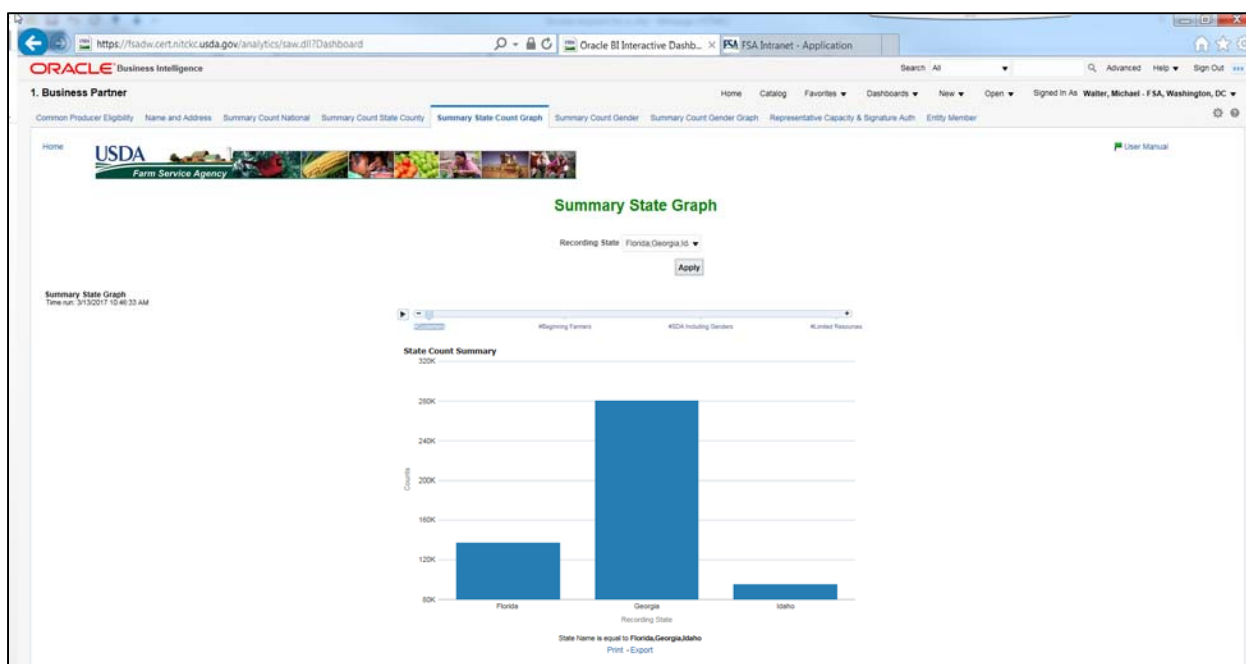 https://fsadw.cert.nitckc.usda.gov/analytics/saw.dll?Dashboard
Oracle BI Interactive Dashb...
FSA FSA Intranet - Application
ORACLE Business Intelligence
Search All
Advanced Help Sign Out
1. Business Partner
Home Catalog Favorites Dashboards New Open Signed In As Walter, Michael - FSA, Washington, DC
Common Producer Eligibility Name and Address Summary Count National Summary Count State County Summary State Count Graph Summary Count Gender Summary Count Gender Graph Representative Capacity & Signature Auth Entity Member
Home
USDA
Farm Service Agency
User Manual
Summary State Graph
Recording State Florida;Georgia;Id
Apply
Summary State Graph
Time run: 3/13/2017 10:46:33 AM
#Customers #Beginning Farmers #SDA Including Genders #Limited Resources
State Count Summary
320K
280K
240K
200K
160K
120K
80K
Counts
Florida Georgia Idaho
Recording State
State Name is equal to Florida,Georgia,Idaho
Print - Export